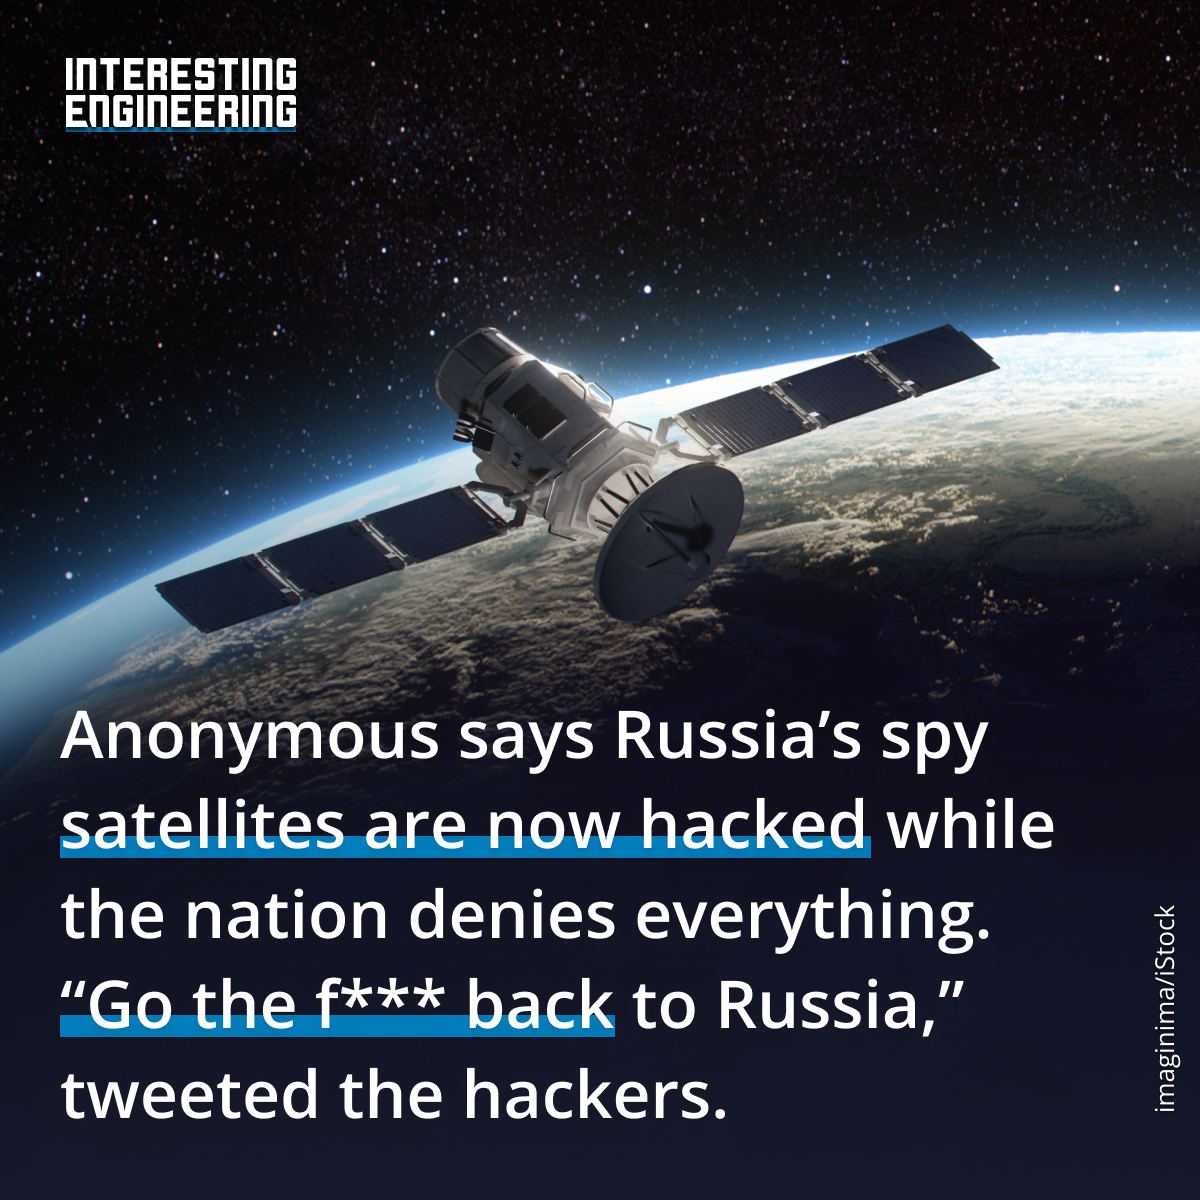 INTERESTING
ENGINEERING
Anonymous says Russia’s spy
satellites are now hacked while
the nation denies everything.
“Go the f*** back to Russia,”
tweeted the hackers.
imaginima/iStock